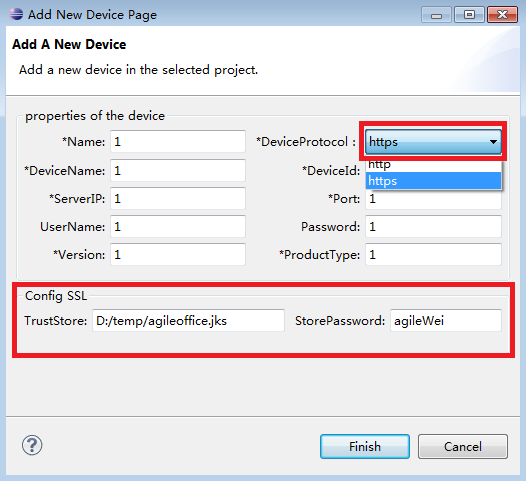 Add New Device Page
Add A New Device
Add a new device in the selected project.
properties of the device
*Name: 1 *DeviceProtocol : https
http
*DeviceName: 1 *DeviceId: https
*ServerIP: 1 *Port: 1
UserName: 1 Password: 1
*Version: 1 *ProductType: 1
Config SSL
TrustStore: D:/temp/agileoffice.jks StorePassword: agileWei
?
Finish Cancel